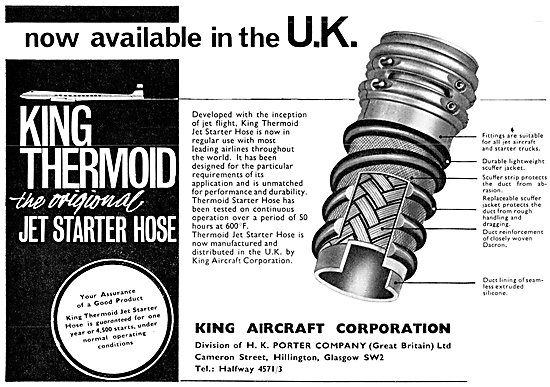 now available in the U.K.
KING
THERMOID
the original
JET STARTER HOSE
Your Assurance
of a Good Product
King Thermoid Jet Starter
Hose is guaranteed for one
year or 4,500 starts, under
normal operating
conditions
Developed with the inception
of jet flight, King Thermoid
Jet Starter Hose is now in
regular use with most
leading airlines throughout
the world. It has been
designed for the particular
requirements of its
application and is unmatched
for performance and durability.
Thermoid Starter Hose has
been tested on continuous
operation over a period of 50
hours at 600°F.
Thermoid Jet Starter Hose is
now manufactured and
distributed in the U.K. by
King Aircraft Corporation.
Fittings are suitable
for all jet aircraft
and starter trucks.
Durable lightweight
scuffer jacket.
Scuffer strip protects
the duct from ab-
rasion.
Replaceable scuffer
jacket protects the
duct from rough
handling and
dragging.
Duct reinforcement
of closely woven
Dacron.
Duct lining of seam-
less extruded
silicone.
KING AIRCRAFT CORPORATION
Division of H. K. PORTER COMPANY (Great Britain) Ltd
Cameron Street, Hillington, Glasgow SW2
Tel.: Halfway 4571/3